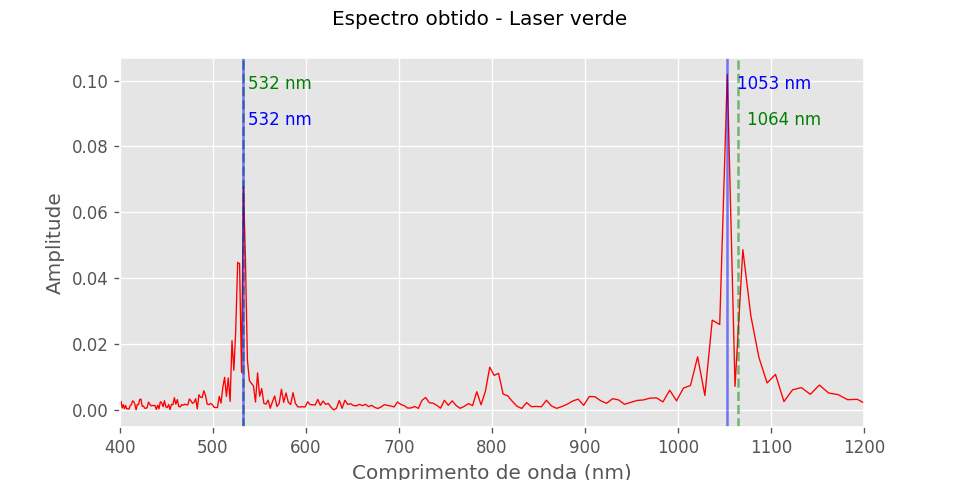 Espectro obtido - Laser verde
0.10
0.08
0.06
0.04
0.02
0.00
Amplitude
532 nm
532 nm
1053 nm
1064 nm
400
500
600
700
800
900
1000
1100
1200
Comprimento de onda (nm)